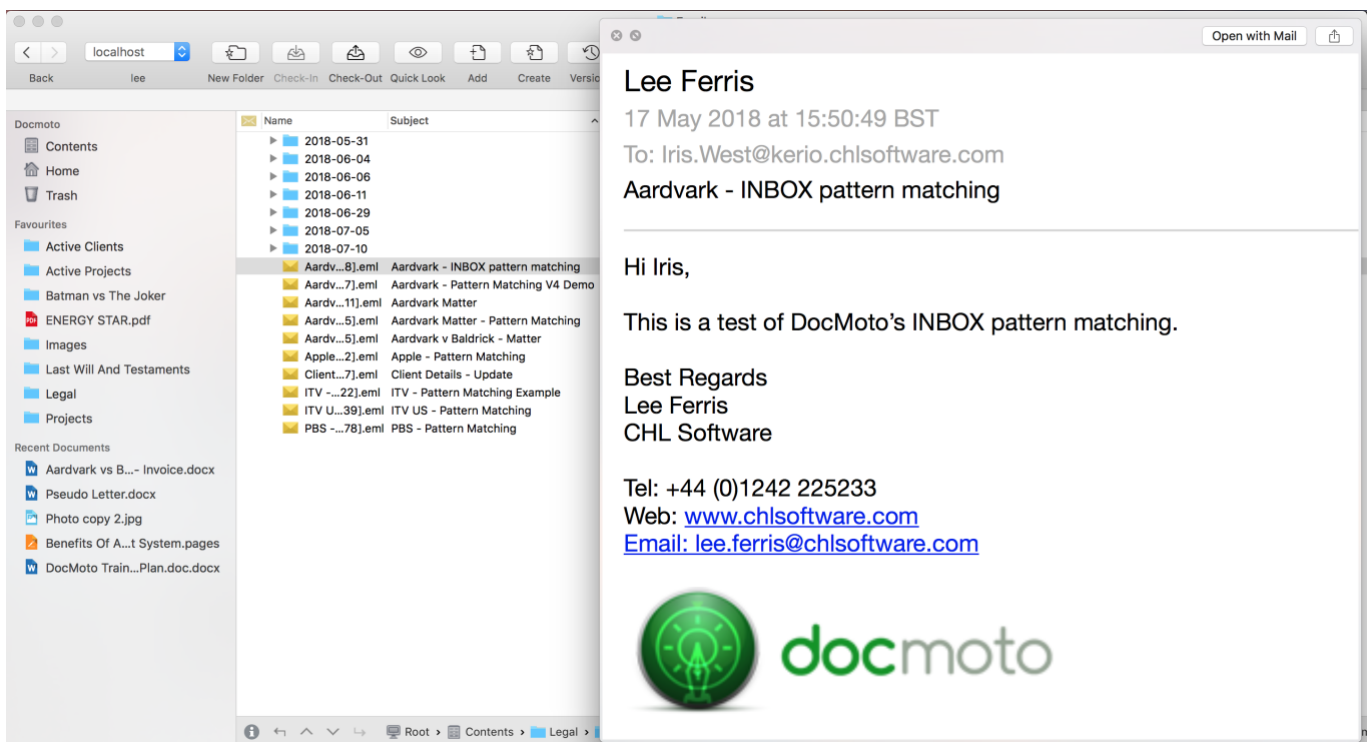 localhost
Back
lee
New Folder
Check-In
Check-Out
Quick Look
Add
Create
Docmoto
Contents
Home
Trash
Favourites
Active Clients
Active Projects
Batman vs The Joker
ENERGY STAR.pdf
Images
Last Will And Testaments
Legal
Projects
Recent Documents
Aardvark vs B...- Invoice.docx
Pseudo Letter.docx
Photo copy 2.jpg
Benefits Of A...t System.pages
DocMoto Train...Plan.doc.docx
Name Subject
2018-05-31
2018-06-04
2018-06-06
2018-06-11
2018-06-29
2018-07-05
2018-07-10
Aardv...8].eml Aardvark - INBOX pattern matching
Aardv...7].eml Aardvark - Pattern Matching V4 Demo
Aardv...11].eml Aardvark Matter
Aardv...5].eml Aardvark Matter - Pattern Matching
Aardv...5].eml Aardvark v Baldrick - Matter
Apple...2].eml Apple - Pattern Matching
Client...7].eml Client Details - Update
ITV -...22].eml ITV - Pattern Matching Example
ITV U...39].eml ITV US - Pattern Matching
PBS -...78].eml PBS - Pattern Matching
Root › Contents › Legal ›
Open with Mail
Lee Ferris
17 May 2018 at 15:50:49 BST
To: Iris.West@kerio.chlsoftware.com
Aardvark - INBOX pattern matching
Hi Iris,
This is a test of DocMoto’s INBOX pattern matching.
Best Regards
Lee Ferris
CHL Software
Tel: +44 (0)1242 225233
Web: www.chlsoftware.com
Email: lee.ferris@chlsoftware.com
docmoto